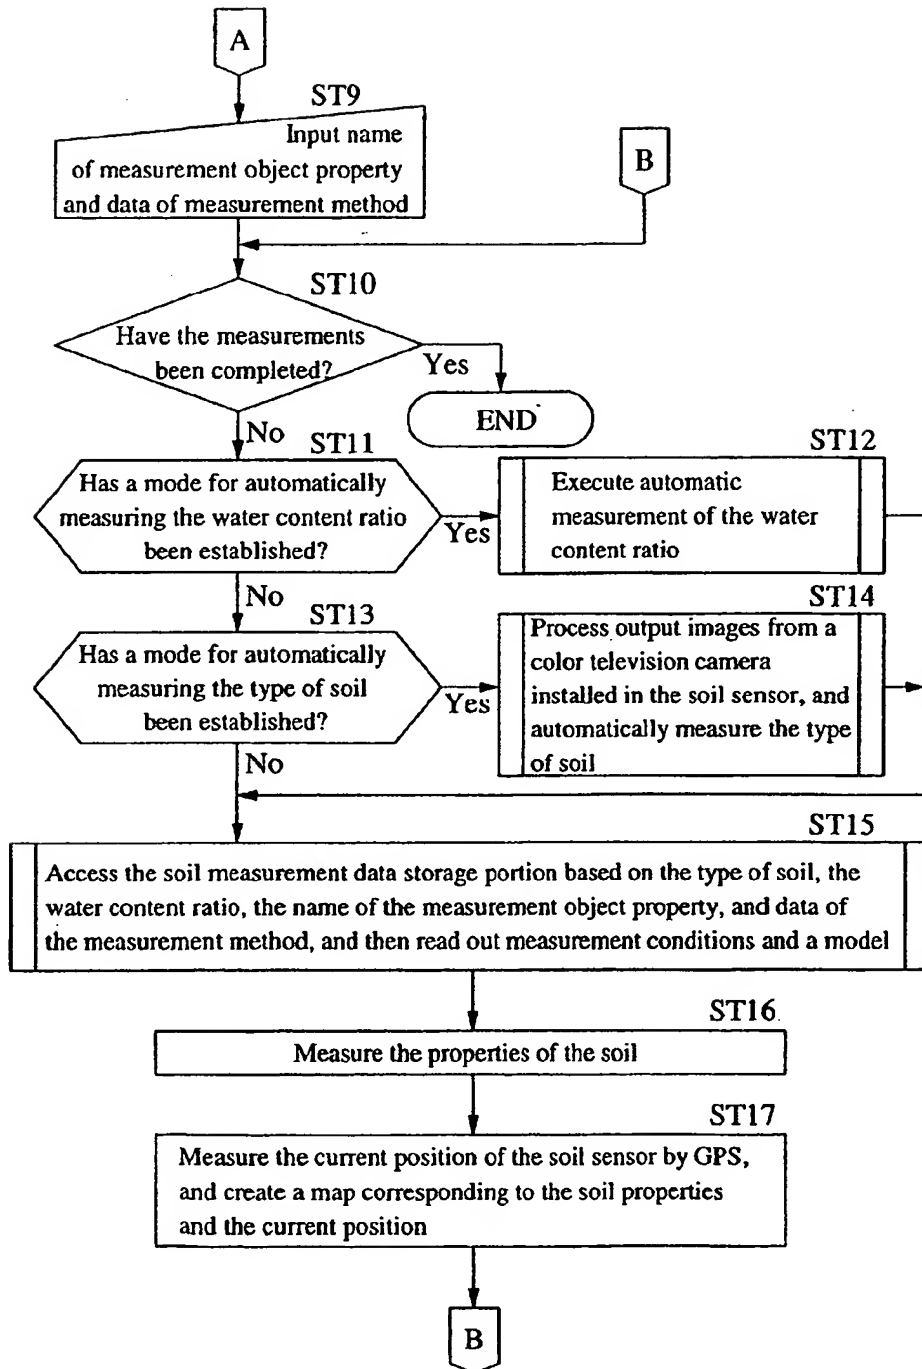 A
ST9
Input name
of measurement object property
and data of measurement method
B
ST10
Have the measurements
been completed?
Yes
END
No
ST11
Has a mode for automatically
measuring the water content ratio
been established?
Yes
ST12
Execute automatic
measurement of the water
content ratio
No
ST13
Has a mode for automatically
measuring the type of soil
been established?
Yes
ST14
Process output images from a
color television camera
installed in the soil sensor, and
automatically measure the type
of soil
No
ST15
Access the soil measurement data storage portion based on the type of soil, the
water content ratio, the name of the measurement object property, and data of
the measurement method, and then read out measurement conditions and a model
ST16
Measure the properties of the soil
ST17
Measure the current position of the soil sensor by GPS,
and create a map corresponding to the soil properties
and the current position
B